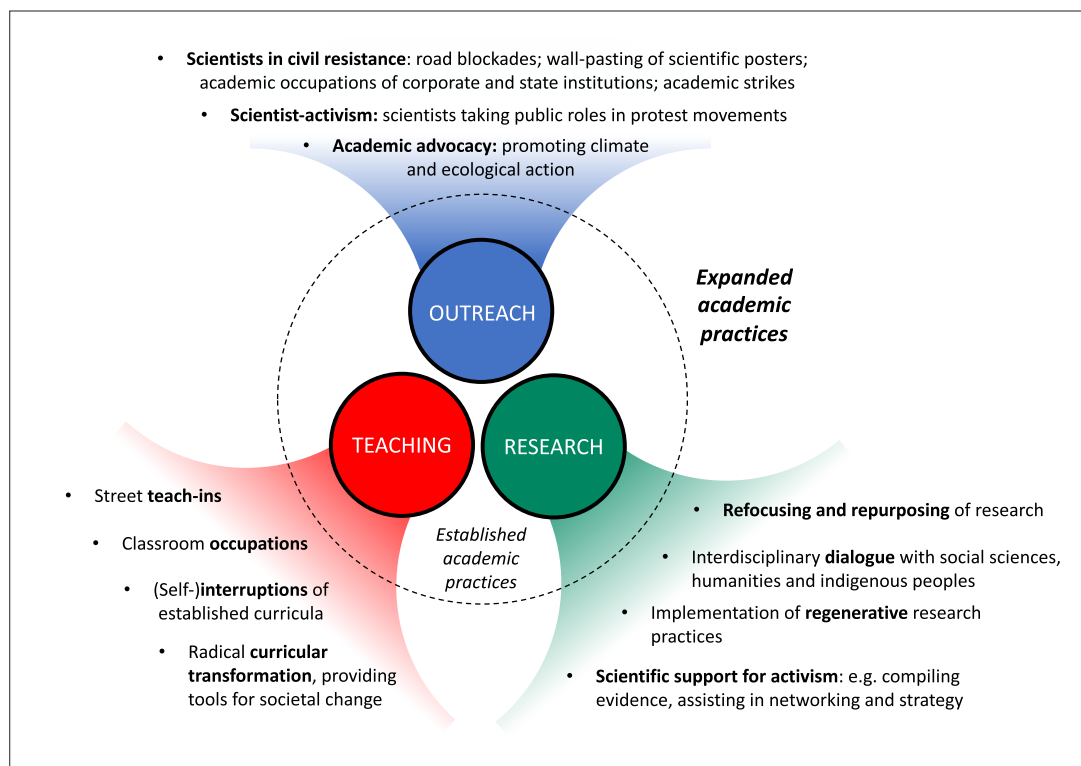 • Scientists in civil resistance: road blockades; wall-pasting of scientific posters;
academic occupations of corporate and state institutions; academic strikes
• Scientist-activism: scientists taking public roles in protest movements
• Academic advocacy: promoting climate
and ecological action
Expanded
academic
practices
OUTREACH
TEACHING
RESEARCH
Established
academic
practices
• Street teach-ins
• Classroom occupations
• (Self-)interruptions of
established curricula
• Radical curricular
transformation, providing
tools for societal change
• Refocusing and repurposing of research
• Interdisciplinary dialogue with social sciences,
humanities and indigenous peoples
• Implementation of regenerative research
practices
• Scientific support for activism: e.g. compiling
evidence, assisting in networking and strategy